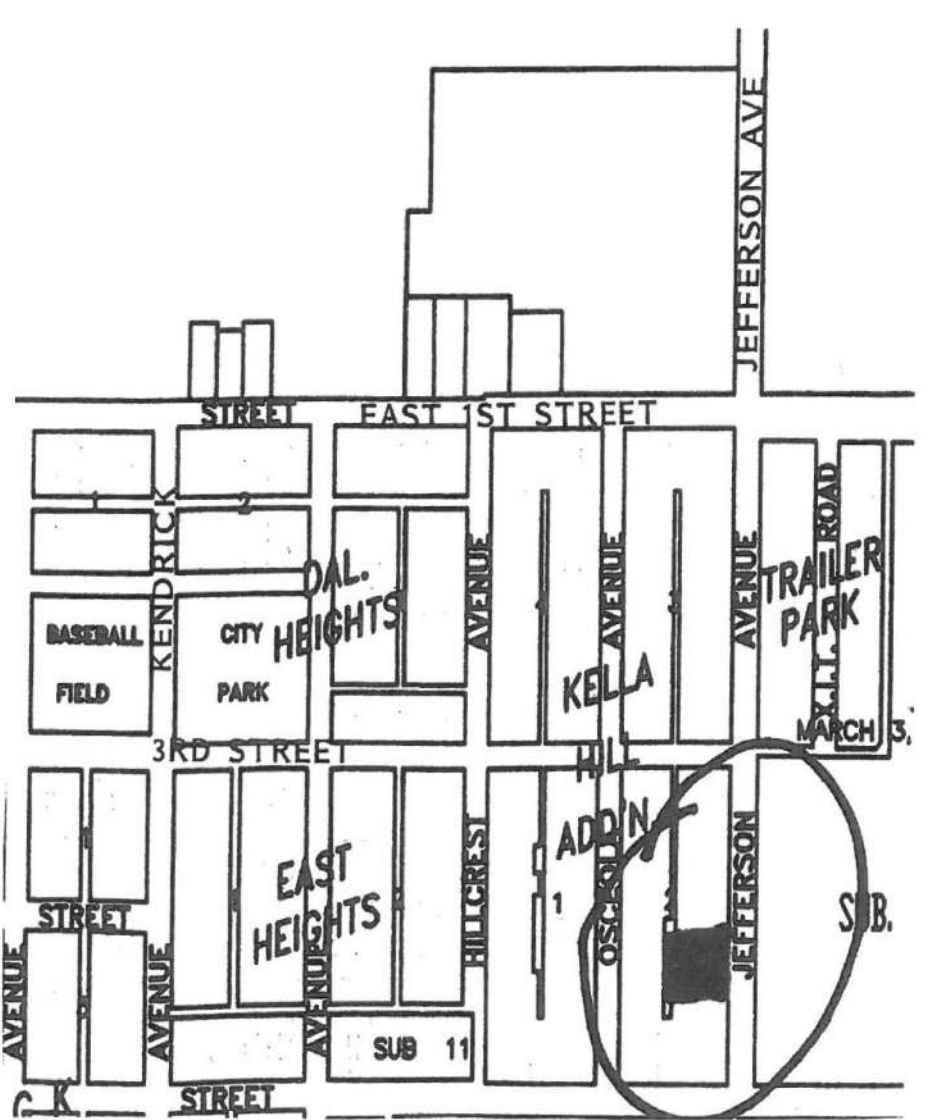 JEFFERSON AVE
STREET
EAST 1ST STREET
1
2
KENDRICK
DAL.
HEIGHTS
AVENUE
AVENUE
AVENUE
TRAILER
PARK
X.I.T. ROAD
BASEBALL
FIELD
CITY
PARK
KELLA
HILL
ADD'N
MARCH 3.
3RD STREET
EAST
HEIGHTS
HILLCREST
1
OSCEOLA
JEFFERSON
SUB.
STREET
AVENUE
AVENUE
AVENUE
SUB 11
K
STREET